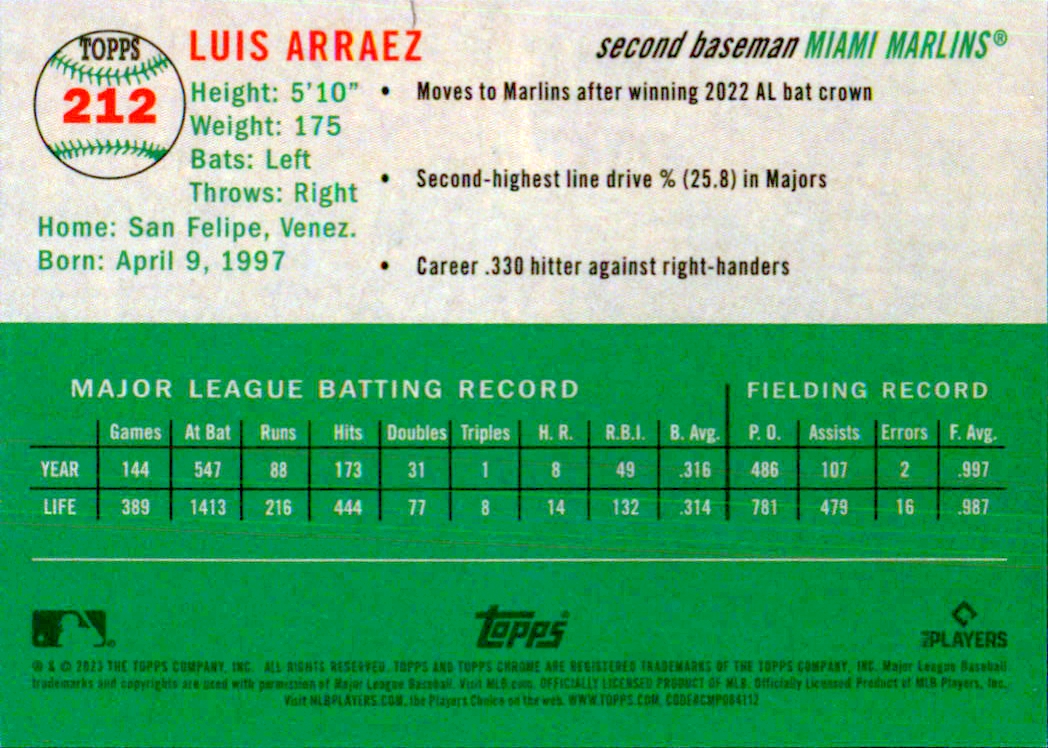 TOPPS
212
LUIS ARRAEZ
second baseman MIAMI MARLINS®
Height: 5'10"
Weight: 175
Bats: Left
Throws: Right
Home: San Felipe, Venez.
Born: April 9, 1997
• Moves to Marlins after winning 2022 AL bat crown
• Second-highest line drive % (25.8) in Majors
• Career .330 hitter against right-handers
MAJOR LEAGUE BATTING RECORD FIELDING RECORD
Games At Bat Runs Hits Doubles Triples H. R. R.B.I. B. Avg. P. O. Assists Errors F. Avg.
YEAR 144 547 88 173 31 1 8 49 .316 486 107 2 .997
LIFE 389 1413 216 444 77 8 14 132 .314 781 479 16 .987
topps
PLAYERS
® & © 2023 THE TOPPS COMPANY, INC. ALL RIGHTS RESERVED. TOPPS AND TOPPS CHROME ARE REGISTERED TRADEMARKS OF THE TOPPS COMPANY, INC. Major League Baseball
trademarks and copyrights are used with permission of Major League Baseball. Visit MLB.com. OFFICIALLY LICENSED PRODUCT OF MLB. Officially Licensed Product of MLB Players, Inc.
Visit MLBPLAYERS.COM, the Players Choice on the web. WWW.TOPPS.COM.